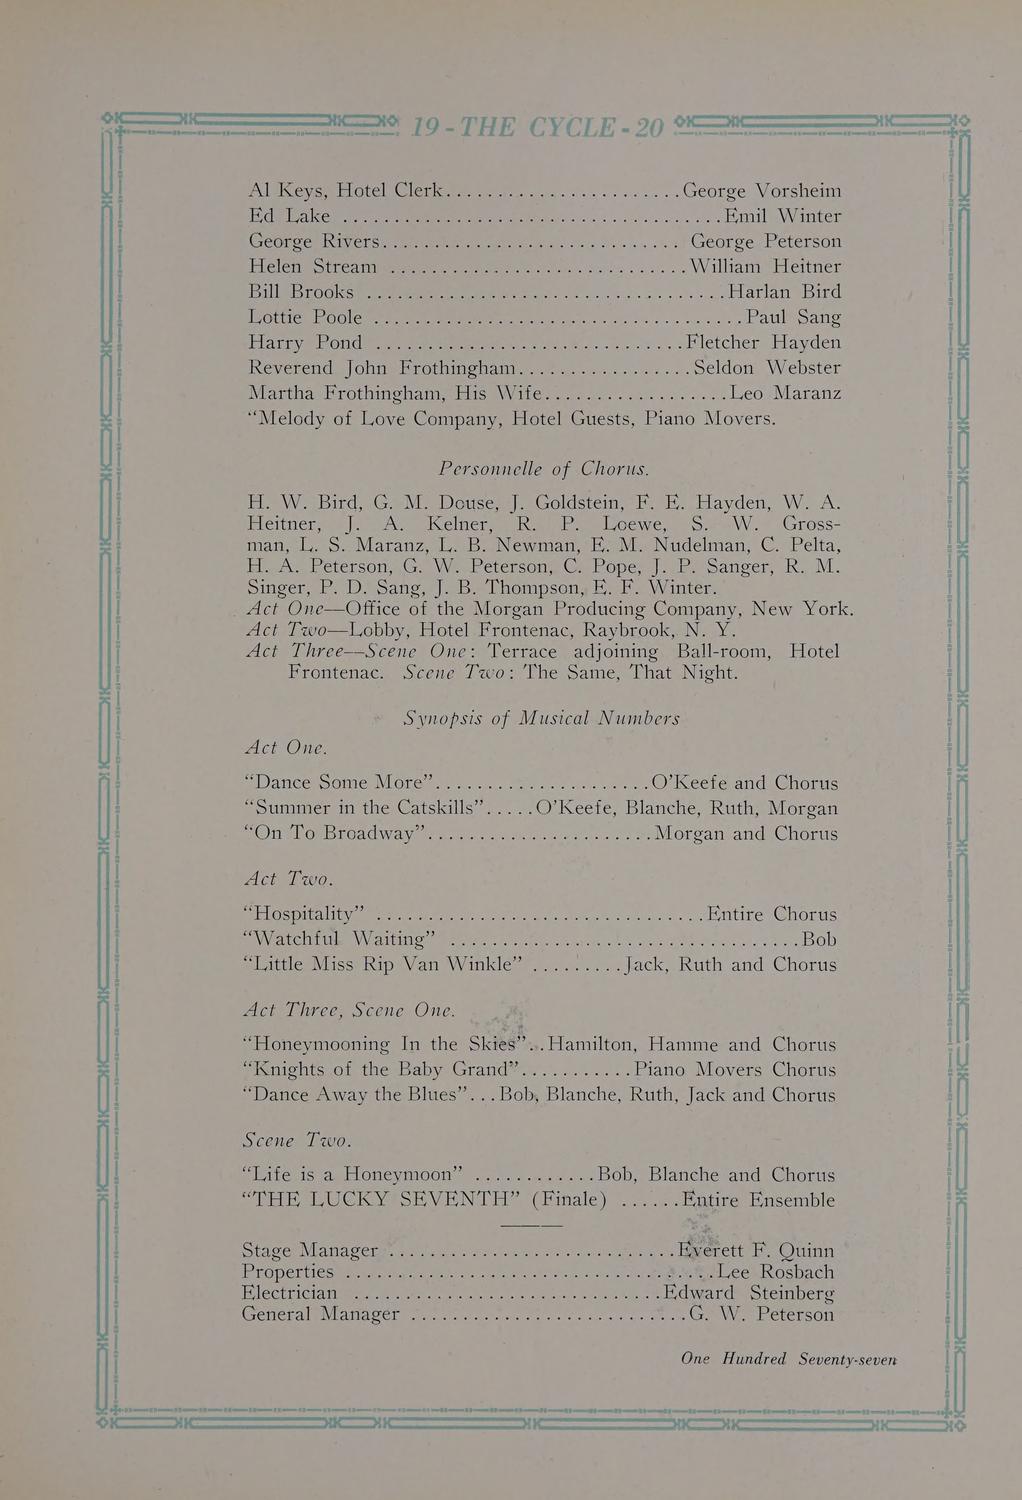 19-THE CYCLE-20
Al Keys, Hotel Clerk..........................George Vorsheim
Ed Lake ..........................................Emil Winter
George Rivers................................. George Peterson
Helen Stream .................................William Heitner
Bill Brooks ........................................Harlan Bird
Lottie Poole .........................................Paul Sang
Harry Pond ..................................Fletcher Hayden
Reverend John Frothingham...................Seldon Webster
Martha Frothingham, His Wife....................Leo Maranz
“Melody of Love Company, Hotel Guests, Piano Movers.
Personnelle of Chorus.
H. W. Bird, G. M. Douse, J. Goldstein, F. E. Hayden, W. A.
Heitner, J. A. Kelner, R. P. Loewe, S. W. Gross-
man, L. S. Maranz, L. B. Newman, E. M. Nudelman, C. Pelta,
H. A. Peterson, G. W. Peterson, C. Pope, J. P. Sanger, R. M.
Singer, P. D. Sang, J. B. Thompson, E. F. Winter.
Act One—Office of the Morgan Producing Company, New York.
Act Two—Lobby, Hotel Frontenac, Raybrook, N. Y.
Act Three—Scene One: Terrace adjoining Ball-room, Hotel
Frontenac. Scene Two: The Same, That Night.
Synopsis of Musical Numbers
Act One.
“Dance Some More”........................O’Keefe and Chorus
“Summer in the Catskills”.....O’Keefe, Blanche, Ruth, Morgan
“On To Broadway”.........................Morgan and Chorus
Act Two.
“Hospitality” .....................................Entire Chorus
“Watchful Waiting” .......................................Bob
“Little Miss Rip Van Winkle” ..........Jack, Ruth and Chorus
Act Three, Scene One.
“Honeymooning In the Skies”...Hamilton, Hamme and Chorus
“Knights of the Baby Grand”............Piano Movers Chorus
“Dance Away the Blues”...Bob, Blanche, Ruth, Jack and Chorus
Scene Two.
“Life is a Honeymoon” .............Bob, Blanche and Chorus
“THE LUCKY SEVENTH” (Finale) ......Entire Ensemble
Stage Manager ................................Everett F. Quinn
Properties .........................................Lee Rosbach
Electrician ..................................Edward Steinberg
General Manager ..............................G. W. Peterson
One Hundred Seventy-seven